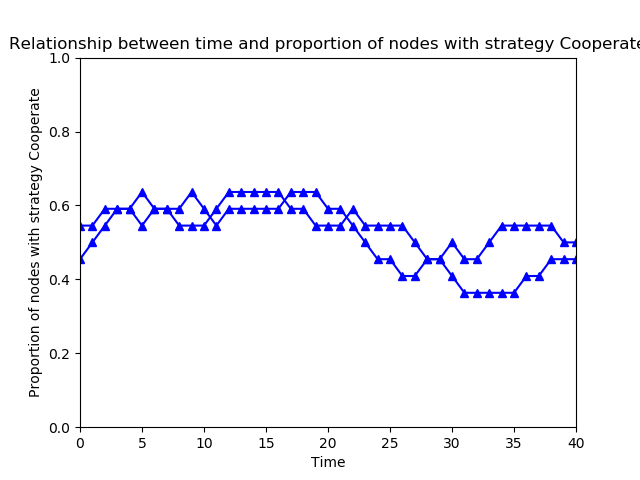 Relationship between time and proportion of nodes with strategy Cooperate
1.0
0.8
0.6
0.4
0.2
0.0
Proportion of nodes with strategy Cooperate
0 5 10 15 20 25 30 35 40
Time